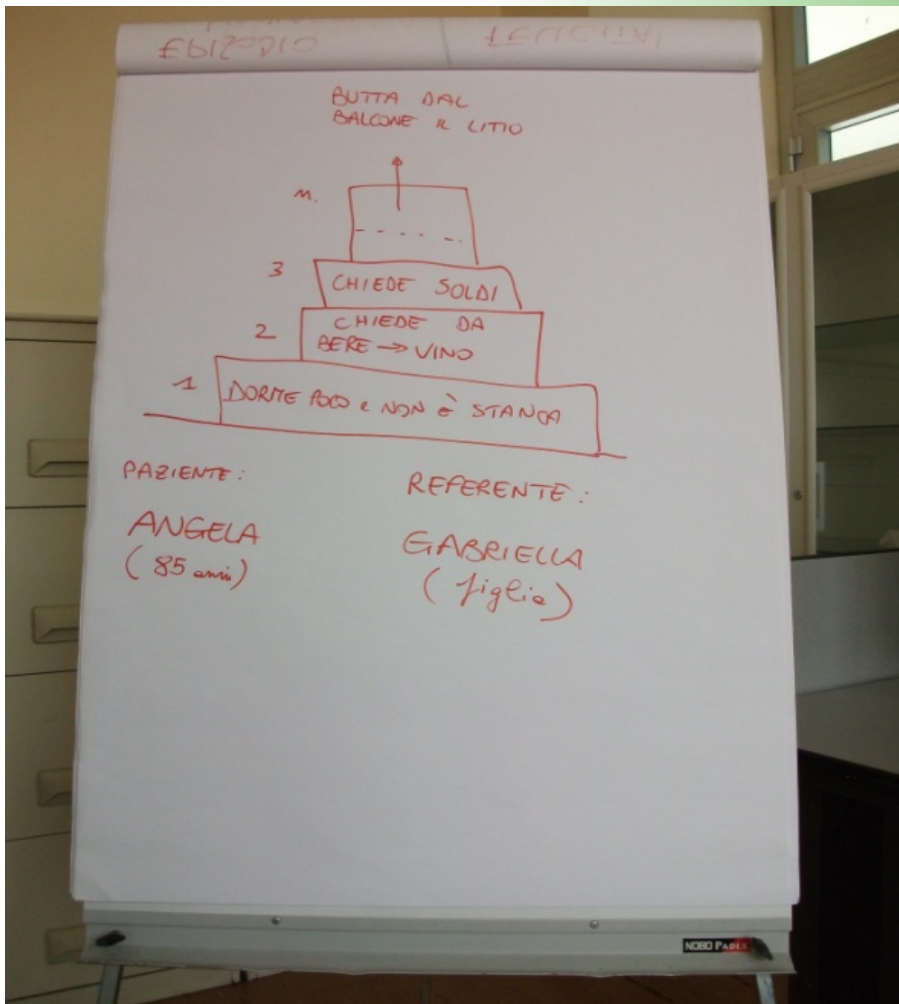 EPISODIO
BUTTA DAL
BALCONE IL LITIO
n.
3
CHIEDE SOLDI
2
CHIEDE DA
BERE → VINO
1
DORME POCO e NON È STANCA
PAZIENTE:
REFERENTE:
ANGELA
GABRIELLA
(85 anni)
(figlia)
NOBO